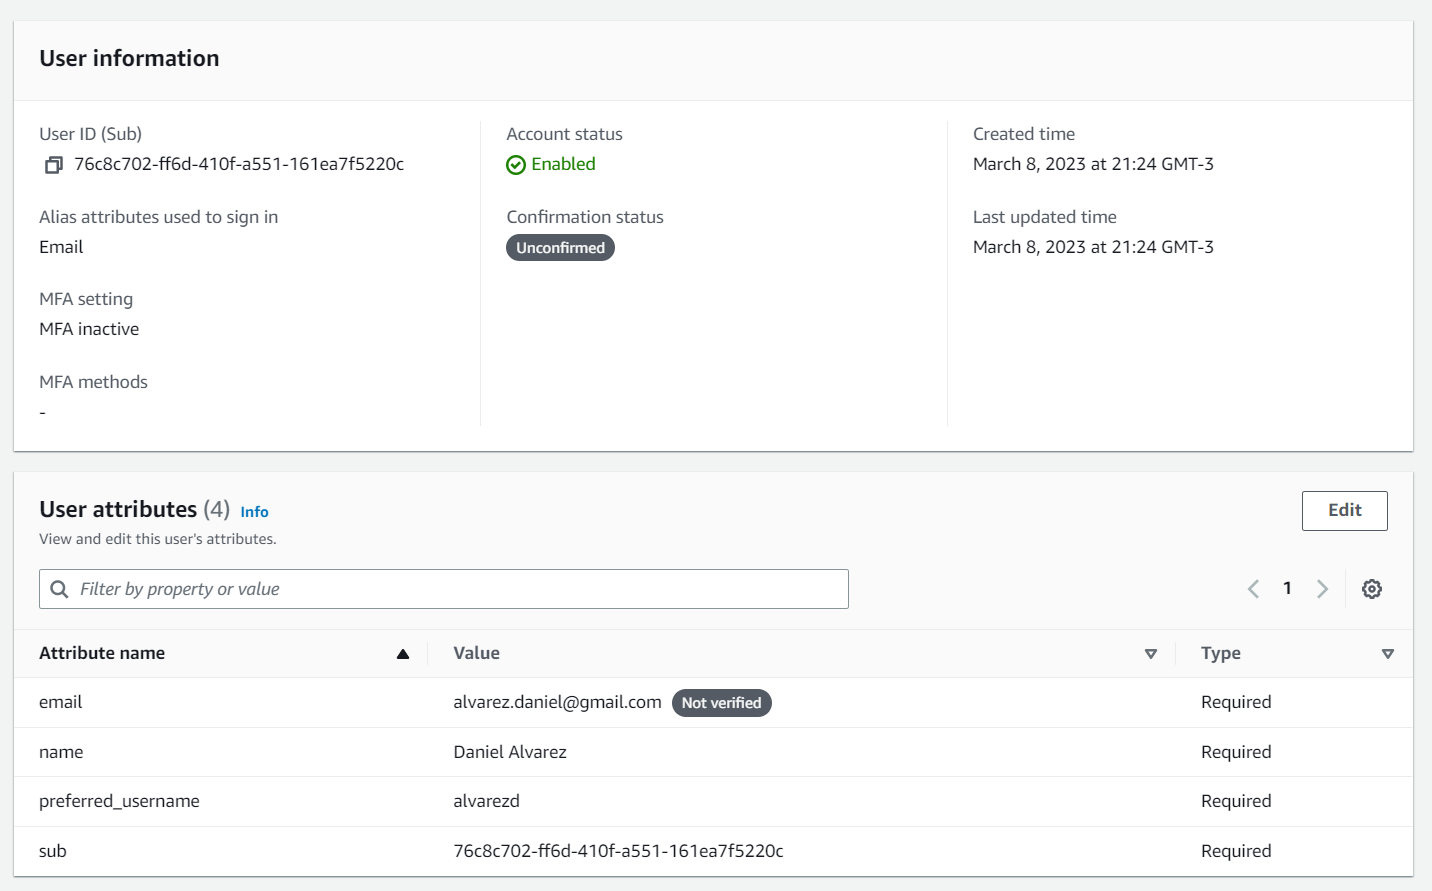 User information
User ID (Sub)
76c8c702-ff6d-410f-a551-161ea7f5220c
Alias attributes used to sign in
Email
MFA setting
MFA inactive
MFA methods
-
Account status
Enabled
Confirmation status
Unconfirmed
Created time
March 8, 2023 at 21:24 GMT-3
Last updated time
March 8, 2023 at 21:24 GMT-3
User attributes (4) Info
View and edit this user's attributes.
Edit
Filter by property or value
1
Attribute name Value Type
email alvarez.daniel@gmail.com Not verified Required
name Daniel Alvarez Required
preferred_username alvarezd Required
sub 76c8c702-ff6d-410f-a551-161ea7f5220c Required